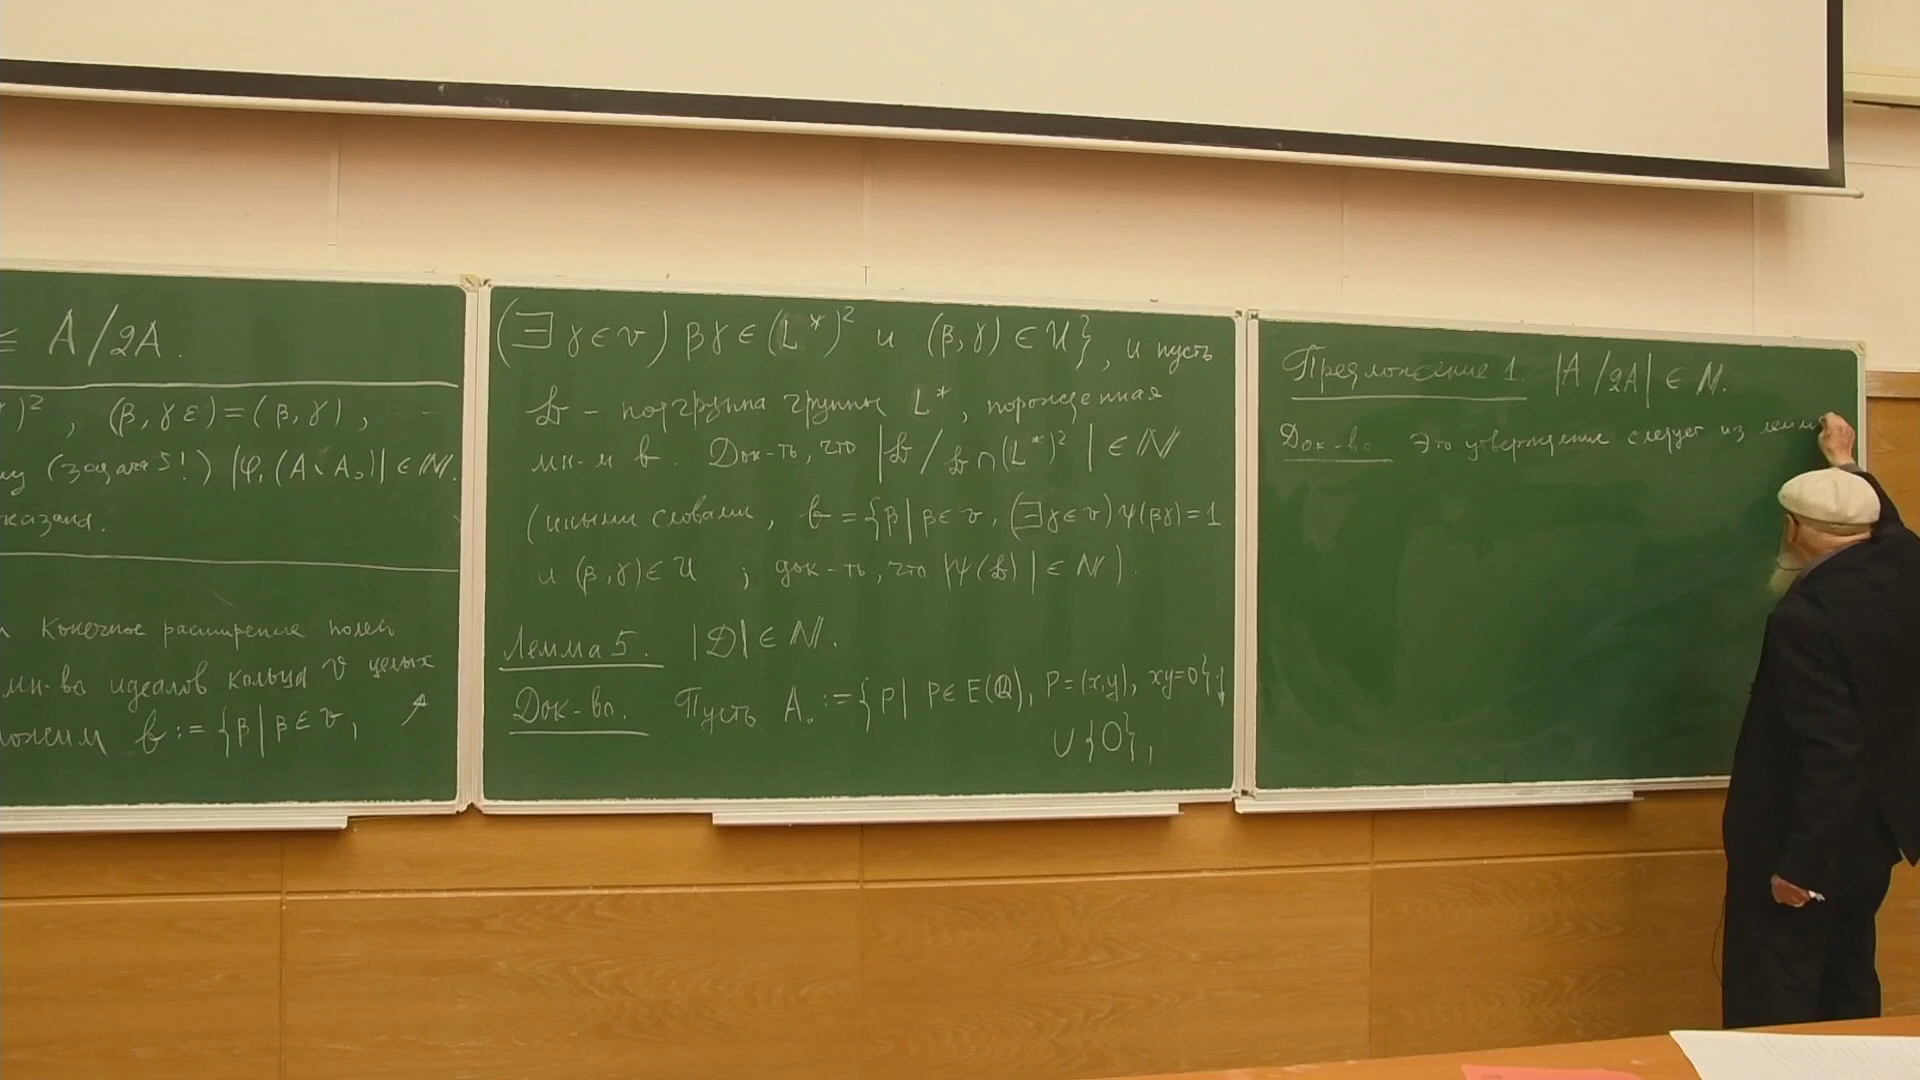 ∈ A/2A.
)², (β, γε) = (β, γ),
(задача 5!) |φ₁(A∖A₀)| ∈ ℕ.
казана.
Конечное расширение полей
мн-во идеалов кольца v целых
ложим b := {β | β ∈ v,
(∃ γ ∈ v) βγ ∈ (L*)² и (β, γ) ∈ U}, и пусть
𝔅 - подгруппа группы L*, порожденная
мн-м b. Док-ть, что |𝔅/𝔅∩(L*)²| ∈ ℕ
(иными словами, b = {β | β ∈ v, (∃ γ ∈ v) ψ(βγ) = 1
и (β, γ) ∈ U ; док-ть, что |ψ(𝔅)| ∈ ℕ).
Лемма 5. |D| ∈ ℕ.
Док-во. Пусть A₀ := {P | P ∈ E(ℚ), P = (x, y), xy = 0}
∪ {O},
Предложение 1. |A/2A| ∈ ℕ.
Док-во. Это утверждение следует из лемм